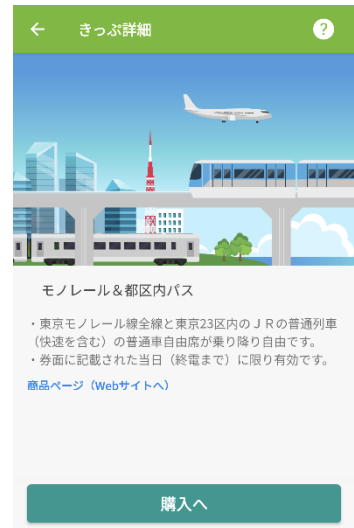 きっぷ詳細
?
モノレール＆都区内パス
・東京モノレール線全線と東京23区内のＪＲの普通列車
（快速を含む）の普通車自由席が乗り降り自由です。
・券面に記載された当日（終電まで）に限り有効です。
商品ページ（Webサイトへ）
購入へ